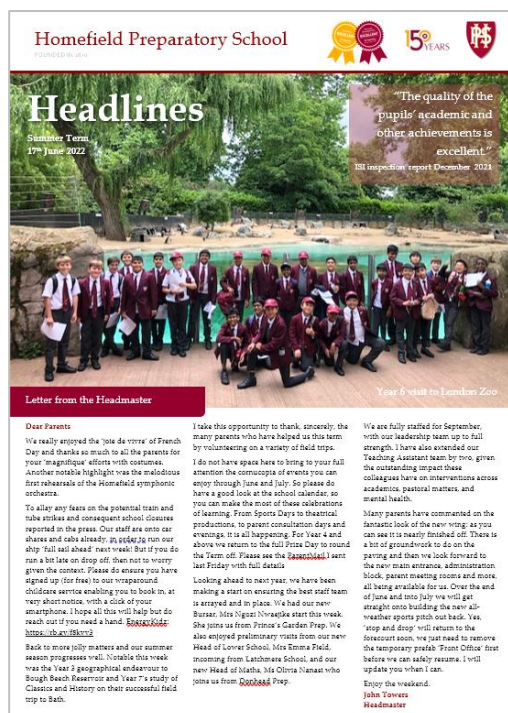 Homefield Preparatory School
150 YEARS
HPS
Headlines
Summer Term
17th June 2022
“The quality of the
pupils’ academic and
other achievements is
excellent.”
ISI inspection report December 2021
Year 6 visit to London Zoo
Letter from the Headmaster
Dear Parents
We really enjoyed the ‘joie de vivre’ of French
Day and thanks so much to all the parents for
your ‘magnifique’ efforts with costumes.
Another notable highlight was the melodious
first rehearsals of the Homefield symphonic
orchestra.
To allay any fears on the potential train and
tube strikes and consequent school closures
reported in the press. Our staff are onto car
shares and cabs already, in order to run our
ship ‘full sail ahead’ next week! But if you do
run a bit late on drop off, then not to worry
given the context. Please do ensure you have
signed up (for free) to our wraparound
childcare service enabling you to book in, at
very short notice, with a click of your
smartphone. I hope all this will help but do
reach out if you need a hand. EnergyKidz:
Back to more jolly matters and our summer
season progresses well. Notable this week
was the Year 3 geographical endeavour to
Bough Beech Reservoir and Year 7’s study of
Classics and History on their successful field
trip to Bath.
I take this opportunity to thank, sincerely, the
many parents who have helped us this term
by volunteering on a variety of field trips.
I do not have space here to bring to your full
attention the cornucopia of events you can
enjoy through June and July. So please do
have a good look at the school calendar, so
you can make the most of these celebrations
of learning. From Sports Days to theatrical
productions, to parent consultation days and
evenings, it is all happening. For Year 4 and
above we return to the full Prize Day to round
the Term off. Please see the ParentMail I sent
last Friday with full details
Looking ahead to next year, we have been
making a start on ensuring the best staff team
is arrayed and in place. We had our new
Bursar, Mrs Ngozi Nwaejike start this week.
She joins us from Prince’s Garden Prep. We
also enjoyed preliminary visits from our new
Head of Lower School, Mrs Emma Field,
incoming from Latchmere School, and our
new Head of Maths, Ms Olivia Nanasi who
joins us from Donhead Prep.
We are fully staffed for September,
with our leadership team up to full
strength. I have also extended our
Teaching Assistant team by two, given
the outstanding impact these
colleagues have on interventions across
academics, pastoral matters, and
mental health.
Many parents have commented on the
fantastic look of the new wing: as you
can see it is nearly finished off. There is
a bit of groundwork to do on the
paving and then we look forward to
the new main entrance, administration
block, parent meeting rooms and more,
all being available for us. Over the end
of June and into July we will get
straight onto building the new all-
weather sports pitch out back. Yes,
‘stop and drop’ will return to the
forecourt soon, we just need to remove
the temporary prefab ‘Front Office’ first
before we can safely resume. I will
update you when I can.
Enjoy the weekend.
John Towers
Headmaster